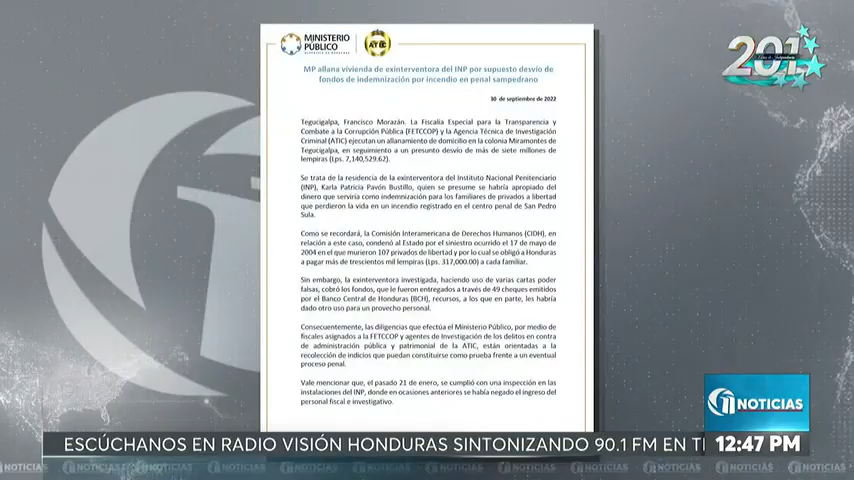 MINISTERIO
PÚBLICO
ATIC
201
MP allana vivienda de exinterventora del INP por supuesto desvío de
fondos de indemnización por incendio en penal sampedrano
30 de septiembre de 2022
Tegucigalpa, Francisco Morazán. La Fiscalía Especial para la Transparencia y
Combate a la Corrupción Pública (FETCCOP) y la Agencia Técnica de Investigación
Criminal (ATIC) ejecutan un allanamiento de domicilio en la colonia Miramontes de
Tegucigalpa, en seguimiento a un presunto desvío de más de siete millones de
lempiras (Lps. 7,140,529.62).
Se trata de la residencia de la exinterventora del Instituto Nacional Penitenciario
(INP), Karla Patricia Pavón Bustillo, quien se presume se habría apropiado del
dinero que serviría como indemnización para los familiares de privados a libertad
que perdieron la vida en un incendio registrado en el centro penal de San Pedro
Sula.
Como se recordará, la Comisión Interamericana de Derechos Humanos (CIDH), en
relación a este caso, condenó al Estado por el siniestro ocurrido el 17 de mayo de
2004 en el que murieron 107 privados de libertad y por lo cual se obligó a Honduras
a pagar más de trescientos mil lempiras (Lps. 317,000.00) a cada familiar.
Sin embargo, la exinterventora investigada, haciendo uso de varias cartas poder
falsas, cobró los fondos, que le fueron entregados a través de 49 cheques emitidos
por el Banco Central de Honduras (BCH), recursos, a los que en parte, les habría
dado otro uso para un provecho personal.
Consecuentemente, las diligencias que efectúa el Ministerio Público, por medio de
fiscales asignados a la FETCCOP y agentes de Investigación de los delitos en contra
de administración pública y patrimonial de la ATIC, están orientadas a la
recolección de indicios que puedan constituirse como prueba frente a un eventual
proceso penal.
Vale mencionar que, el pasado 21 de enero, se cumplió con una inspección en las
instalaciones del INP, donde en ocasiones anteriores se había negado el ingreso del
personal fiscal e investigativo.
NOTICIAS
ESCÚCHANOS EN RADIO VISIÓN HONDURAS SINTONIZANDO 90.1 FM EN T
12:47 PM
NOTICIAS NOTICIAS NOTICIAS NOTICIAS NOTICIAS NOTICIAS NOTICIAS NOTICIAS NOTICIAS NOTICIAS NOTICIAS NOTICIAS